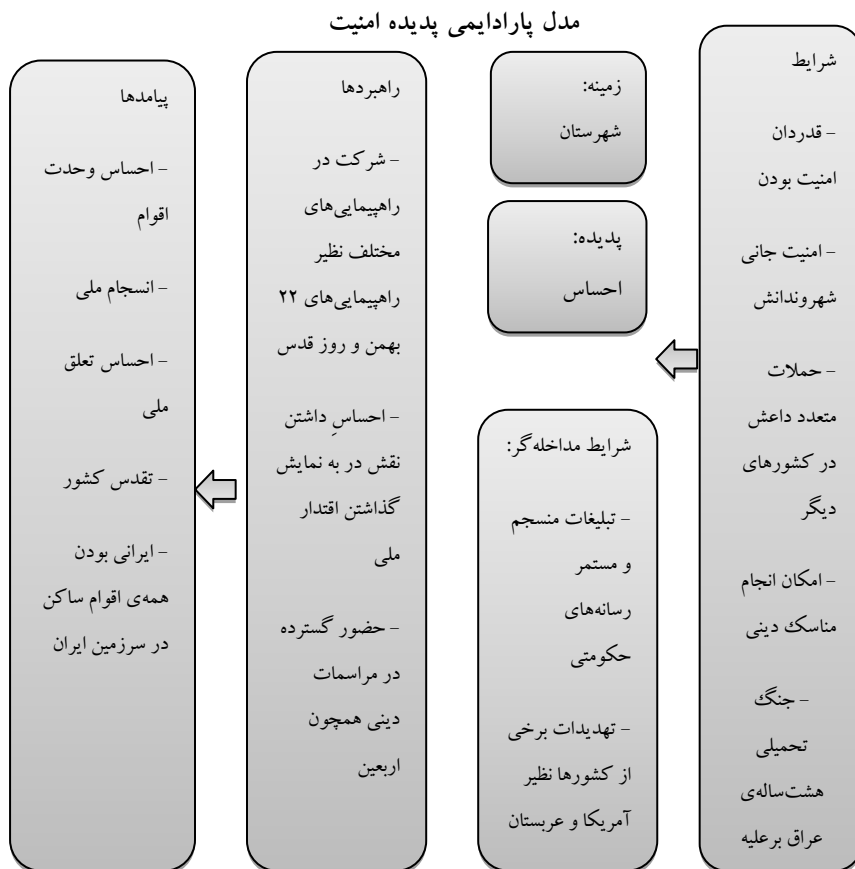 مدل پارادایمی پدیده امنیت
شرایط
– قدردان
امنیت بودن
– امنیت جانی
شهروندانش
– حملات
متعدد داعش
در کشورهای
دیگر
– امکان انجام
مناسک دینی
– جنگ
تحمیلی
هشت‌ساله‌ی
عراق برعلیه
زمینه:
شهرستان
پدیده:
احساس
شرایط مداخله‌گر:
– تبلیغات منسجم
و مستمر
رسانه‌های
حکومتی
– تهدیدات برخی
از کشورها نظیر
آمریکا و عربستان
راهبردها
– شرکت در
راهپیمایی‌های
مختلف نظیر
راهپیمایی‌های ۲۲
بهمن و روز قدس
– احساسِ داشتن
نقش در به نمایش
گذاشتن اقتدار
ملی
– حضور گسترده
در مراسمات
دینی همچون
اربعین
پیامدها
– احساس وحدت
اقوام
– انسجام ملی
– احساس تعلق
ملی
– تقدس کشور
– ایرانی بودن
همه‌ی اقوام ساکن
در سرزمین ایران